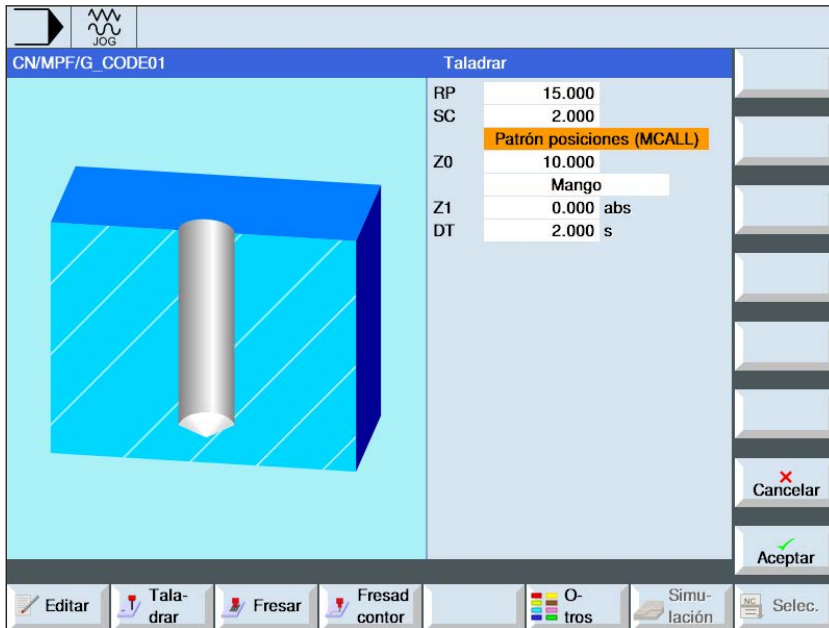 JOG
CN/MPF/G_CODE01 Taladrar
RP 15.000
SC 2.000
Patrón posiciones (MCALL)
Z0 10.000
Mango
Z1 0.000 abs
DT 2.000 s
Cancelar
Aceptar
Editar
Tala-
drar
Fresar
Fresad
contor
O-
tros
Simu-
lación
NC
Selec.